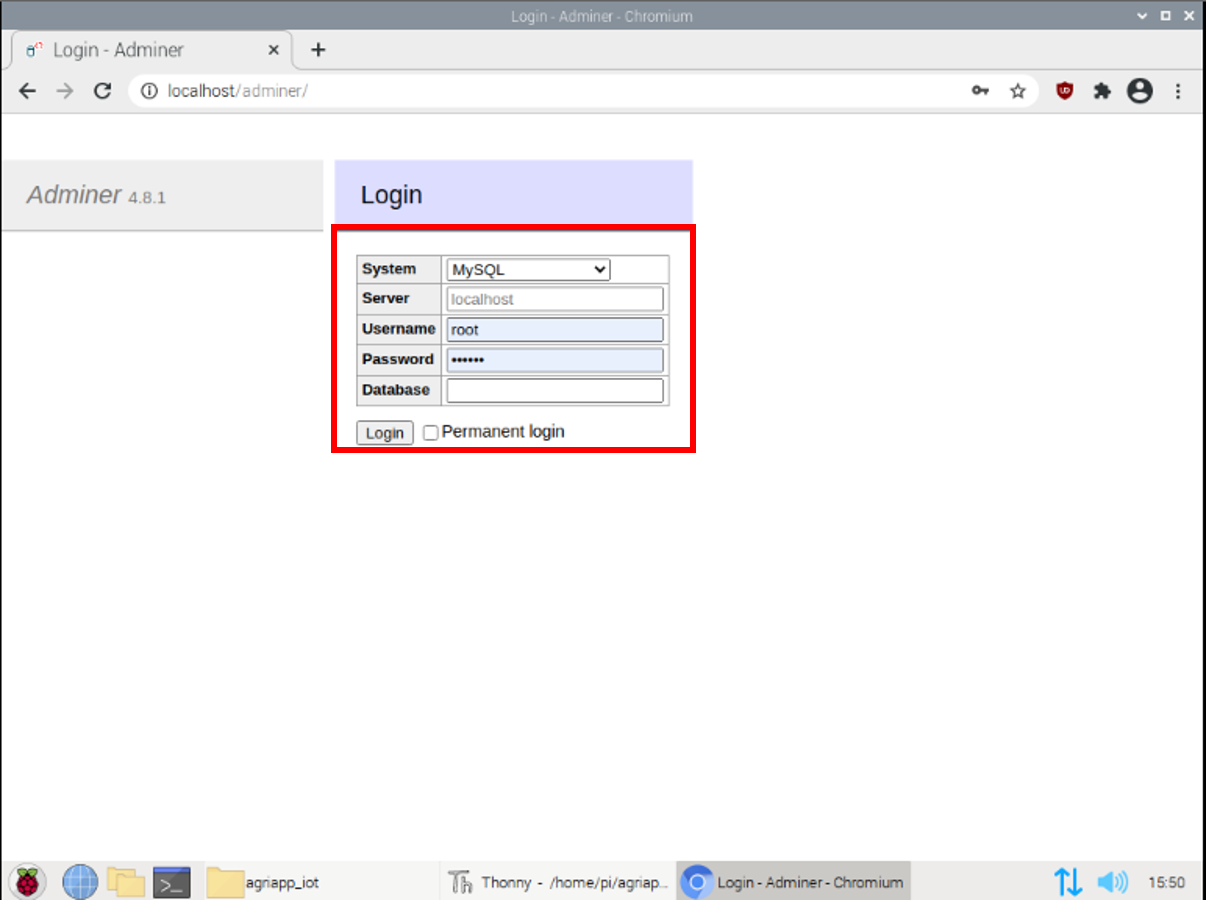 Login - Adminer - Chromium
Login - Adminer
localhost/adminer/
Adminer 4.8.1
Login
System MySQL
Server localhost
Username root
Password ••••••
Database
Login Permanent login
agriapp_iot
Thonny - /home/pi/agriap...
Login - Adminer - Chromium
15:50